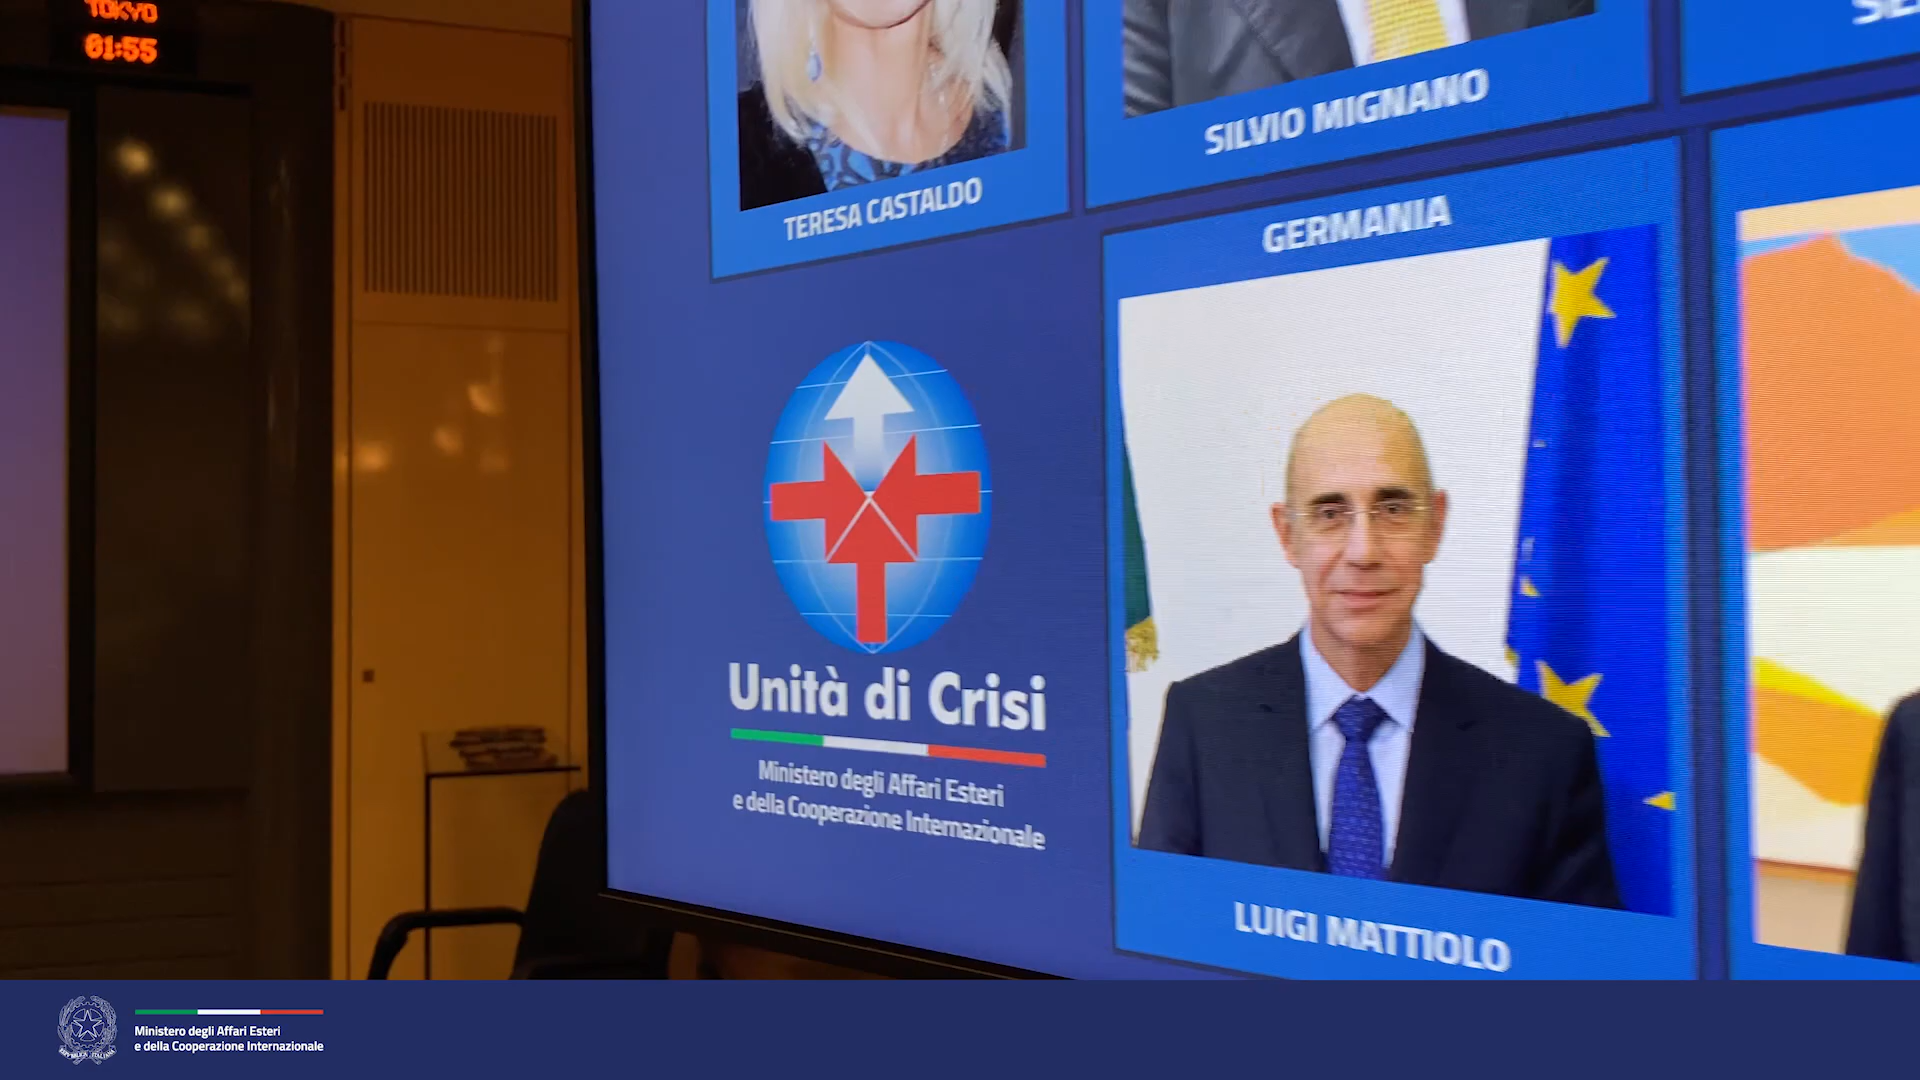 TOKYO
01:55
TERESA CASTALDO
SILVIO MIGNANO
GERMANIA
LUIGI MATTIOLO
Unità di Crisi
Ministero degli Affari Esteri
e della Cooperazione Internazionale
Ministero degli Affari Esteri
e della Cooperazione Internazionale